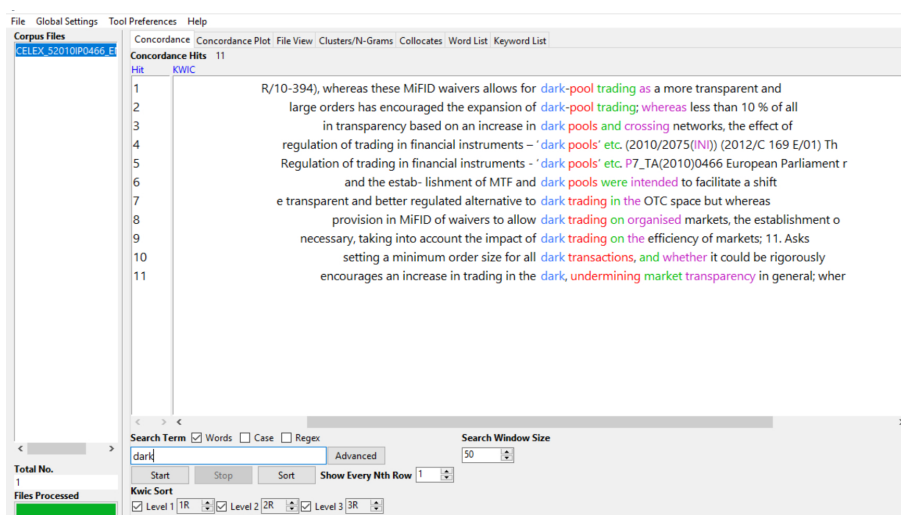 File Global Settings Tool Preferences Help
Corpus Files
CELEX_52010IP0466_EN
Concordance Concordance Plot File View Clusters/N-Grams Collocates Word List Keyword List
Concordance Hits 11
Hit KWIC
1 R/10-394), whereas these MiFID waivers allows for dark-pool trading as a more transparent and
2 large orders has encouraged the expansion of dark-pool trading; whereas less than 10 % of all
3 in transparency based on an increase in dark pools and crossing networks, the effect of
4 regulation of trading in financial instruments – ‘dark pools’ etc. (2010/2075(INI)) (2012/C 169 E/01) Th
5 Regulation of trading in financial instruments - ‘dark pools’ etc. P7_TA(2010)0466 European Parliament r
6 and the estab- lishment of MTF and dark pools were intended to facilitate a shift
7 e transparent and better regulated alternative to dark trading in the OTC space but whereas
8 provision in MiFID of waivers to allow dark trading on organised markets, the establishment o
9 necessary, taking into account the impact of dark trading on the efficiency of markets; 11. Asks
10 setting a minimum order size for all dark transactions, and whether it could be rigorously
11 encourages an increase in trading in the dark, undermining market transparency in general; wher
Search Term Words Case Regex
Search Window Size
dark Advanced 50
Start Stop Sort Show Every Nth Row 1
Total No.
1
Files Processed
Kwic Sort
Level 1 1R Level 2 2R Level 3 3R